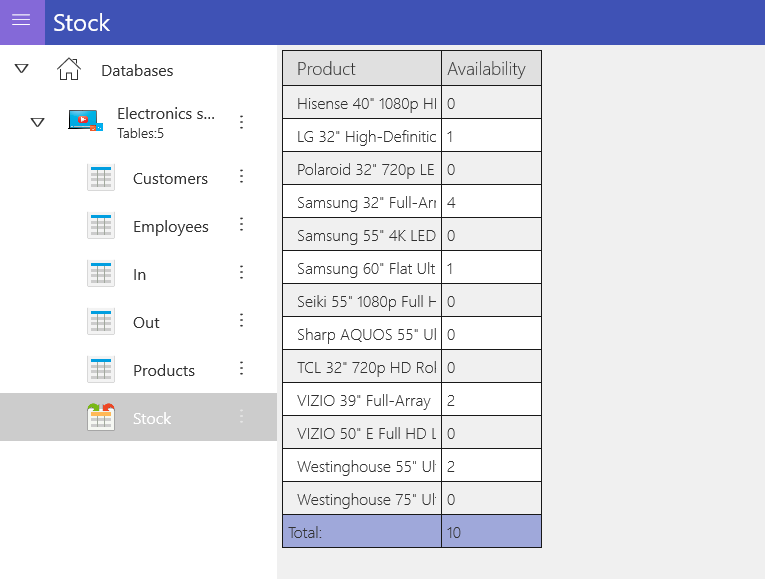 Stock
Databases
Electronics s...
Tables:5
Customers
Employees
In
Out
Products
Stock
Product Availability
Hisense 40" 1080p 0
LG 32" High-Definitic 1
Polaroid 32" 720p LE 0
Samsung 32" Full-Arr 4
Samsung 55" 4K LED 0
Samsung 60" Flat Ult 1
Seiki 55" 1080p Full H 0
Sharp AQUOS 55" Ul 0
TCL 32" 720p HD Rol 0
VIZIO 39" Full-Array 2
VIZIO 50" E Full HD L 0
Westinghouse 55" Ul 2
Westinghouse 75" Ul 0
Total: 10